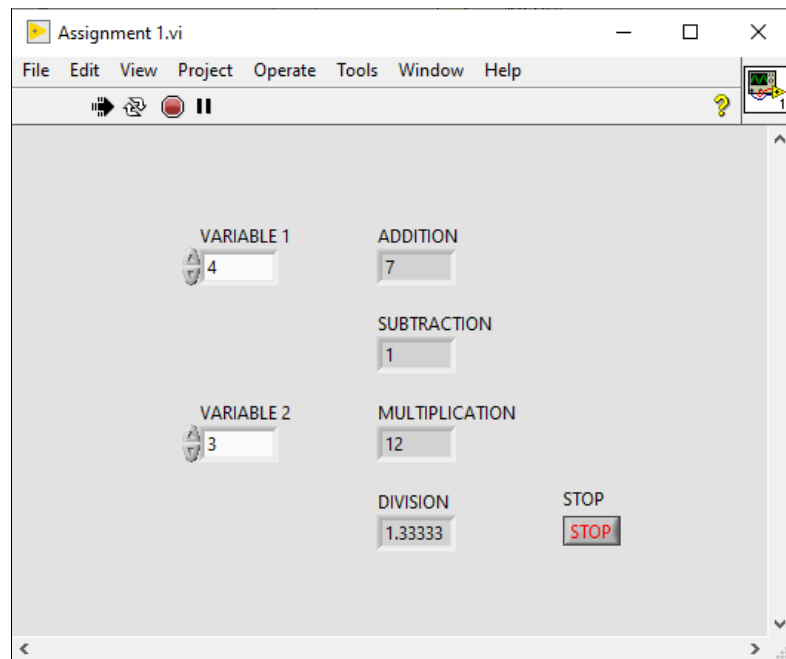 Assignment 1.vi
File Edit View Project Operate Tools Window Help
?
1
VARIABLE 1 ADDITION
4 7
SUBTRACTION
1
VARIABLE 2 MULTIPLICATION
3 12
DIVISION STOP
1.33333 STOP